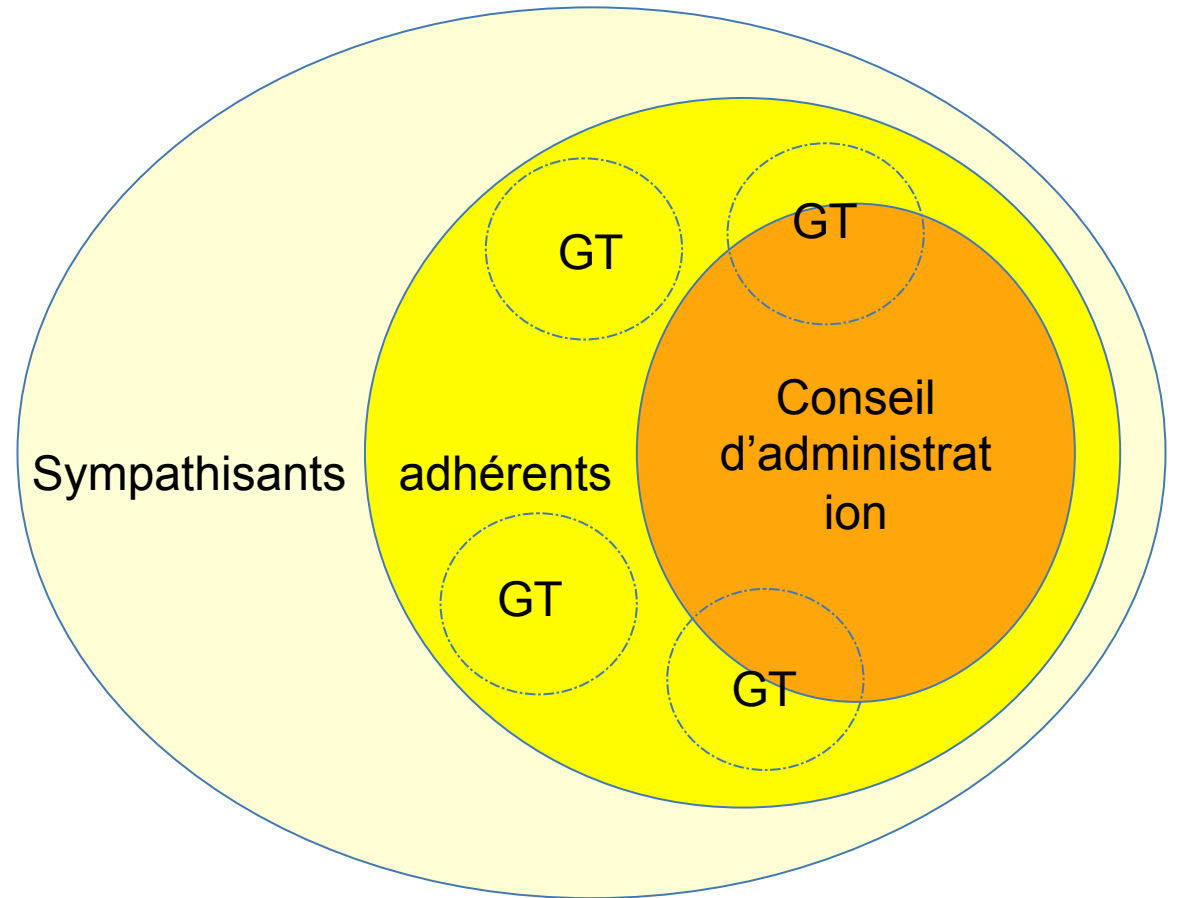 GT
GT
Conseil
d’administrat
ion
Sympathisants
adhérents
GT
GT